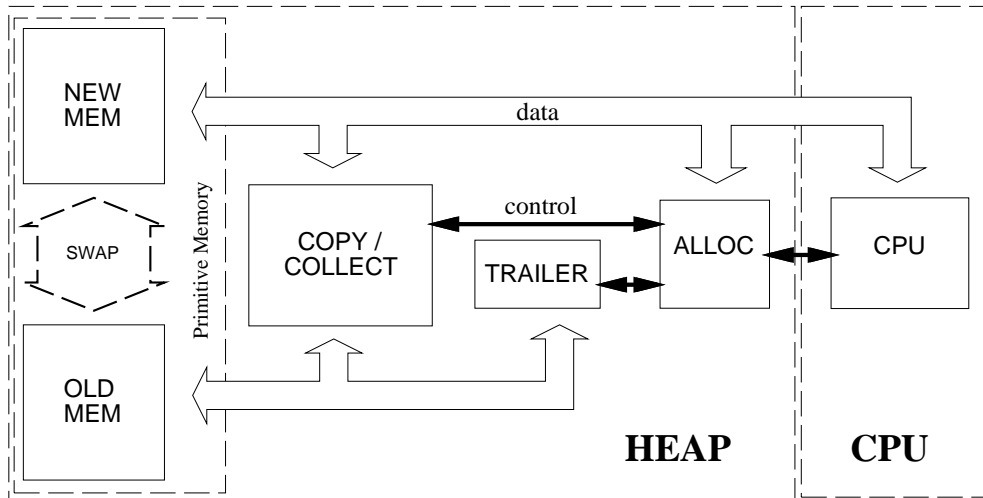 NEW
MEM
data
Primitive Memory
SWAP
COPY /
COLLECT
control
TRAILER
ALLOC
CPU
OLD
MEM
HEAP
CPU